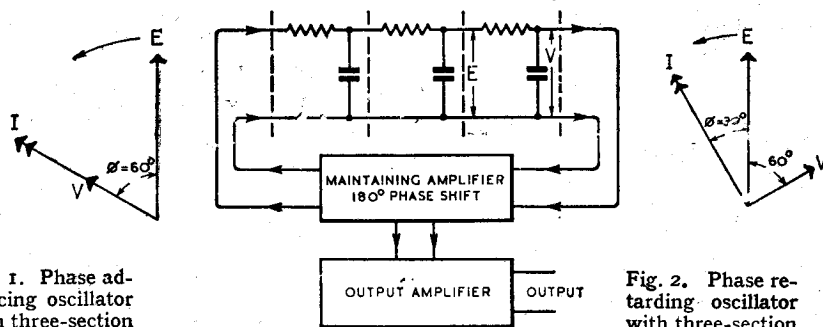 E
I
ø=60°
V
E
V
MAINTAINING AMPLIFIER
180° PHASE SHIFT
OUTPUT AMPLIFIER
OUTPUT
E
I
ø=30°
60°
V
1. Phase ad-
cing oscillator
h three-section
Fig. 2. Phase re-
tarding oscillator
with three-section